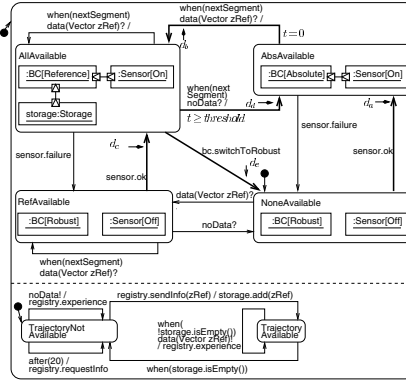 when(nextSegment)
data(Vector zRef)? /
when(nextSegment)
data(Vector zRef)? /
d_b
t=0
AllAvailable
:BC[Reference]
:Sensor[On]
storage:Storage
when(next
Segment)
noData? /
d_d
t ≥ threshold
AbsAvailable
:BC[Absolute]
:Sensor[On]
d_a
sensor.failure
d_c
sensor.ok
bc.switchToRobust
d_e
sensor.failure
sensor.ok
RefAvailable
:BC[Robust]
:Sensor[Off]
data(Vector zRef)?
noData?
NoneAvailable
:BC[Robust]
:Sensor[Off]
when(nextSegment)
data(Vector zRef)?
noData! /
registry.experience
registry.sendInfo(zRef) / storage.add(zRef)
TrajectoryNot
Available
when(
!storage.isEmpty())
data(Vector zRef)!
/ registry.experience
Trajectory
Available
after(20) /
registry.requestInfo
when(storage.isEmpty())